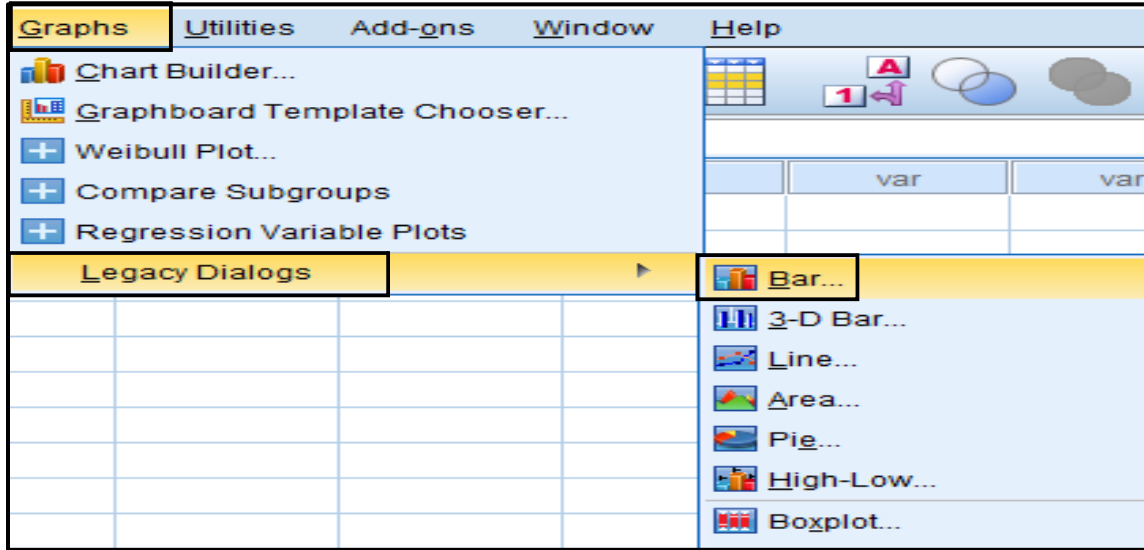 Graphs Utilities Add-ons Window Help
Chart Builder...
Graphboard Template Chooser...
Weibull Plot...
Compare Subgroups
Regression Variable Plots
Legacy Dialogs
A
1
var var
Bar...
3-D Bar...
Line...
Area...
Pie...
High-Low...
Boxplot...